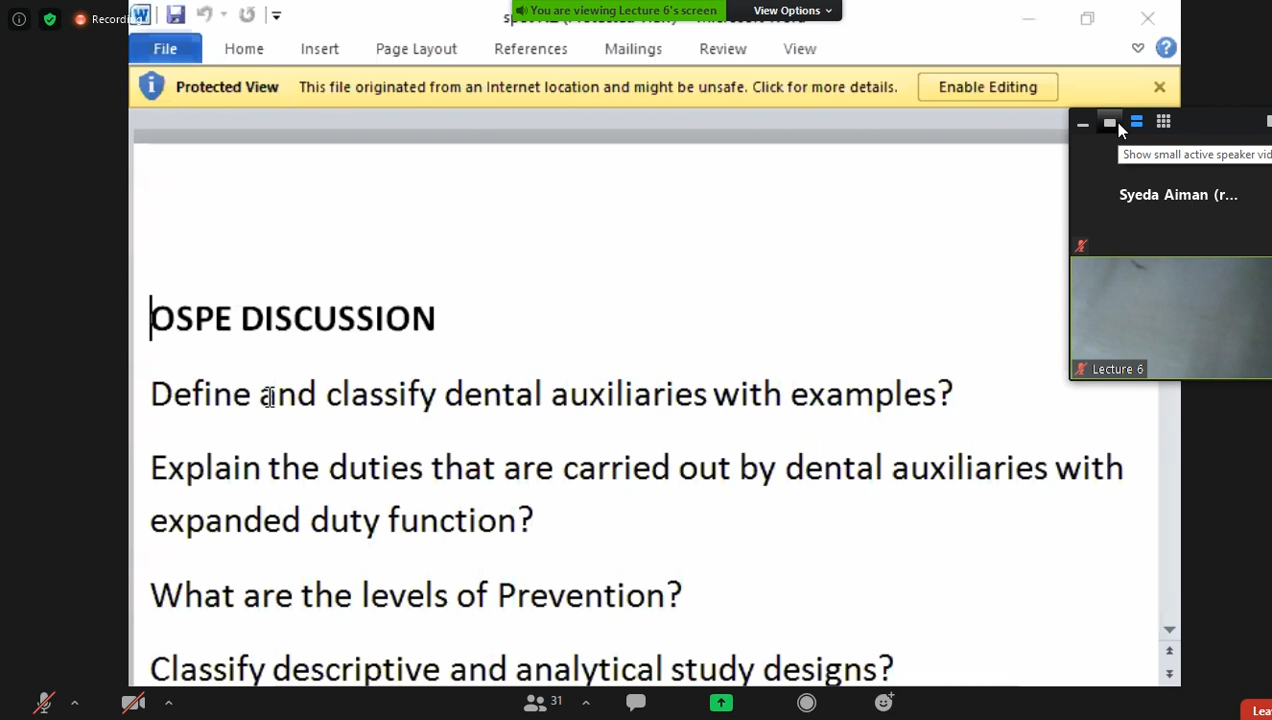 Recording
You are viewing Lecture 6's screen
View Options
File Home Insert Page Layout References Mailings Review View
Protected View This file originated from an Internet location and might be unsafe. Click for more details. Enable Editing
Show small active speaker vid
Syeda Aiman (r...
Lecture 6
OSPE DISCUSSION
Define and classify dental auxiliaries with examples?
Explain the duties that are carried out by dental auxiliaries with
expanded duty function?
What are the levels of Prevention?
Classify descriptive and analytical study designs?
31
Lea